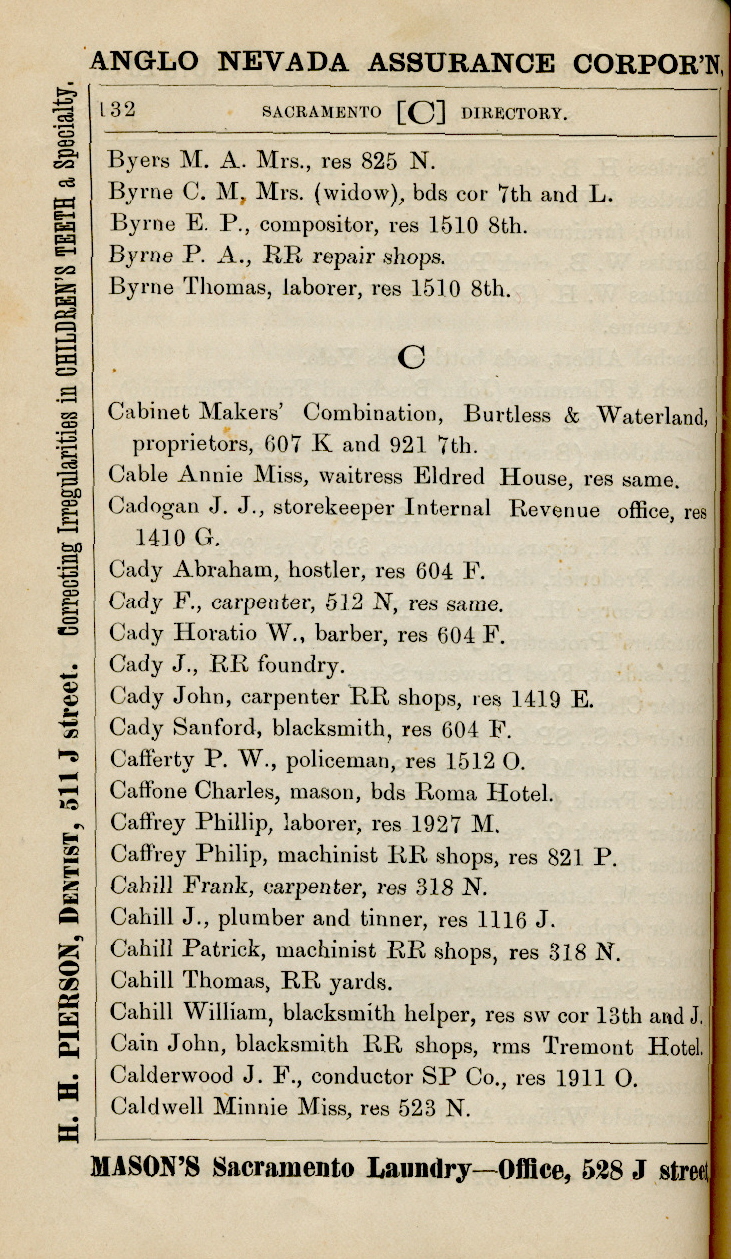 ANGLO NEVADA ASSURANCE CORPOR'N,
132 SACRAMENTO [C] DIRECTORY.
Byers M. A. Mrs., res 825 N.
Byrne C. M, Mrs. (widow), bds cor 7th and L.
Byrne E. P., compositor, res 1510 8th.
Byrne P. A., RR repair shops.
Byrne Thomas, laborer, res 1510 8th.
C
Cabinet Makers' Combination, Burtless & Waterland,
proprietors, 607 K and 921 7th.
Cable Annie Miss, waitress Eldred House, res same.
Cadogan J. J., storekeeper Internal Revenue office, res
1410 G.
Cady Abraham, hostler, res 604 F.
Cady F., carpenter, 512 N, res same.
Cady Horatio W., barber, res 604 F.
Cady J., RR foundry.
Cady John, carpenter RR shops, res 1419 E.
Cady Sanford, blacksmith, res 604 F.
Cafferty P. W., policeman, res 1512 O.
Caffone Charles, mason, bds Roma Hotel.
Caffrey Phillip, laborer, res 1927 M.
Caffrey Philip, machinist RR shops, res 821 P.
Cahill Frank, carpenter, res 318 N.
Cahill J., plumber and tinner, res 1116 J.
Cahill Patrick, machinist RR shops, res 318 N.
Cahill Thomas, RR yards.
Cahill William, blacksmith helper, res sw cor 13th and J.
Cain John, blacksmith RR shops, rms Tremont Hotel.
Calderwood J. F., conductor SP Co., res 1911 O.
Caldwell Minnie Miss, res 523 N.
MASON'S Sacramento Laundry—Office, 528 J street
H. H. PIERSON, DENTIST, 511 J street. Correcting Irregularities in CHILDREN'S TEETH a Specialty.